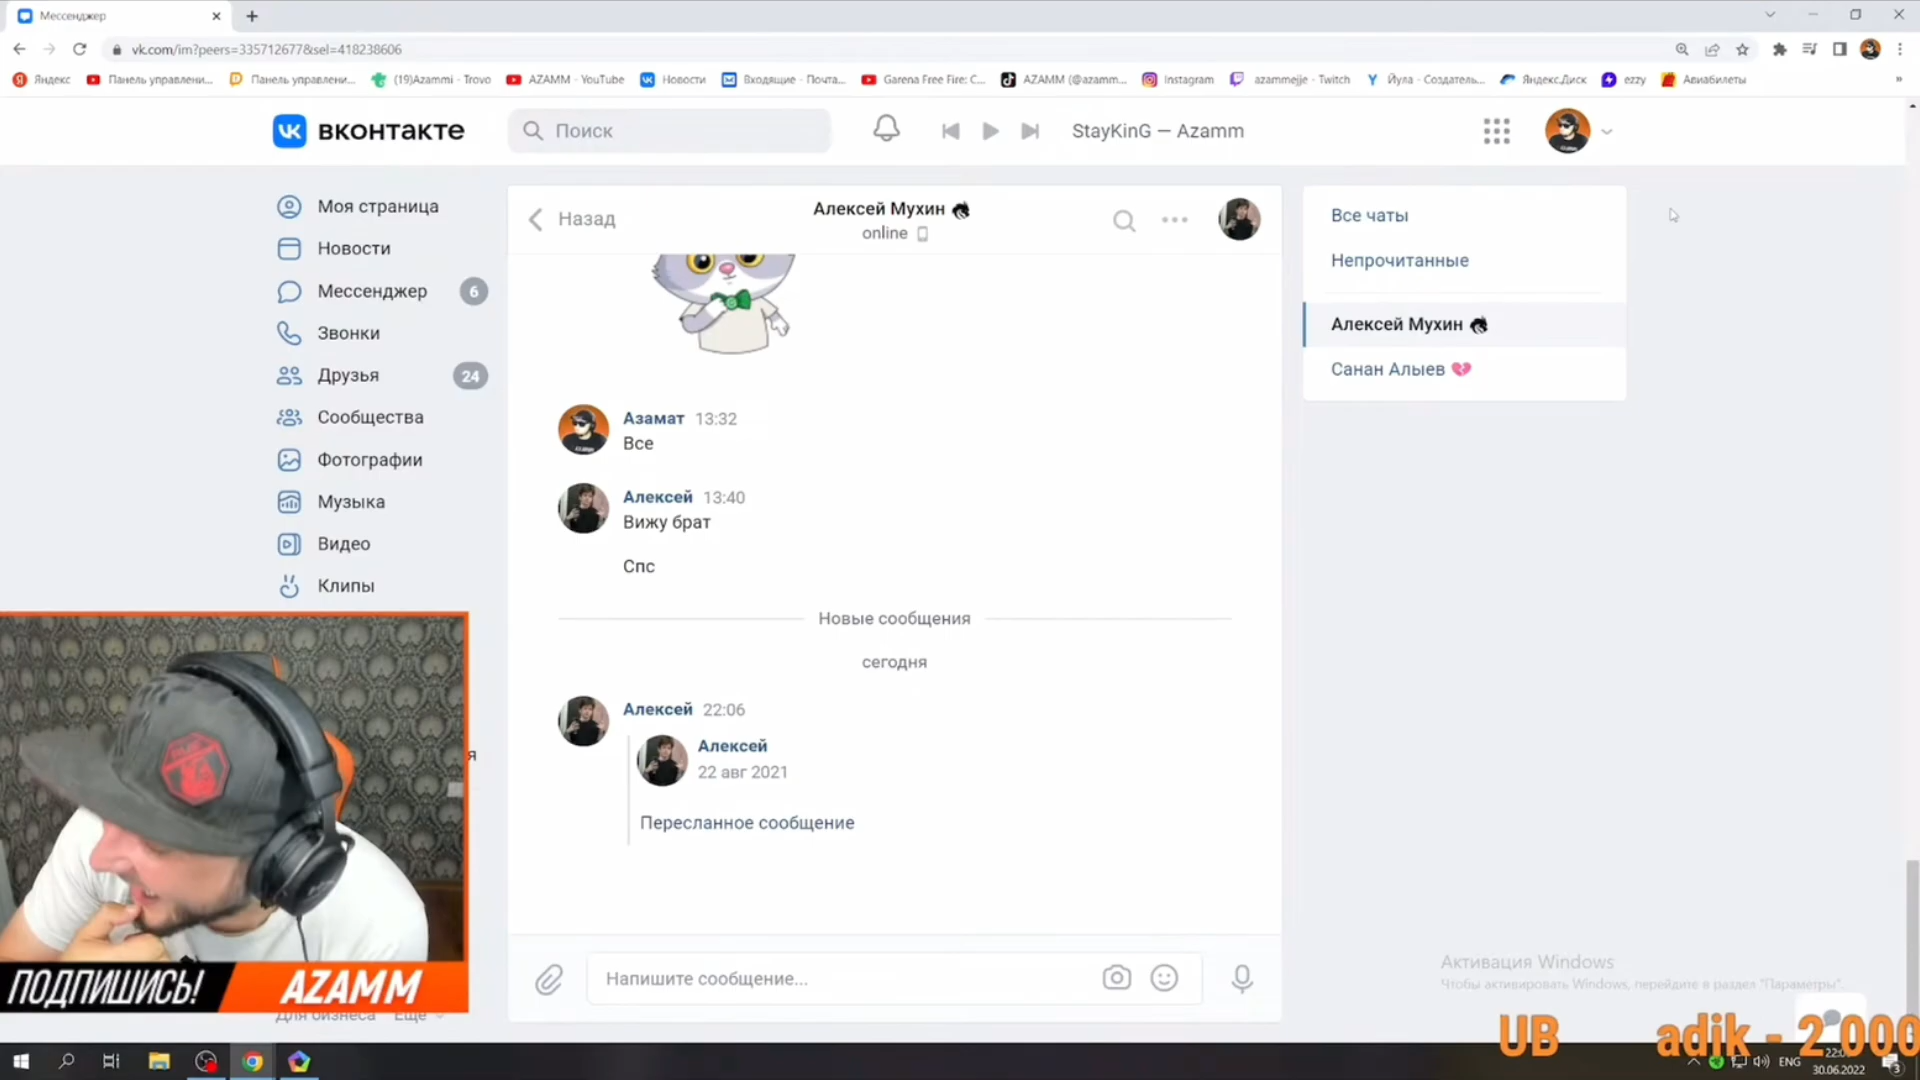 Мессенджер
vk.com/im?peers=335712677&sel=418238606
Яндекс
Панель управлени...
Панель управлени...
(19)Azammi - Trovo
AZAMM - YouTube
Новости
Входящие - Почта...
Garena Free Fire: C...
AZAMM (@azamm...
Instagram
azammejje - Twitch
Йула - Создатель...
Яндекс.Диск
ezzy
Авиабилеты
»
ВКОНТАКТЕ
Поиск
StayKinG — Azamm
Моя страница
Новости
Мессенджер 6
Звонки
Друзья 24
Сообщества
Фотографии
Музыка
Видео
Клипы
Для бизнеса Ещё
Назад
Алексей Мухин
online
Азамат 13:32
Все
Алексей 13:40
Вижу брат
Спс
Новые сообщения
сегодня
Алексей 22:06
Алексей
22 авг 2021
Пересланное сообщение
Напишите сообщение...
Все чаты
Непрочитанные
Алексей Мухин
Санан Алыев
ПОДПИШИСЬ! AZAMM
Активация Windows
Чтобы активировать Windows, перейдите в раздел "Параметры".
UB adik - 2 000
ENG
30.06.2022
3